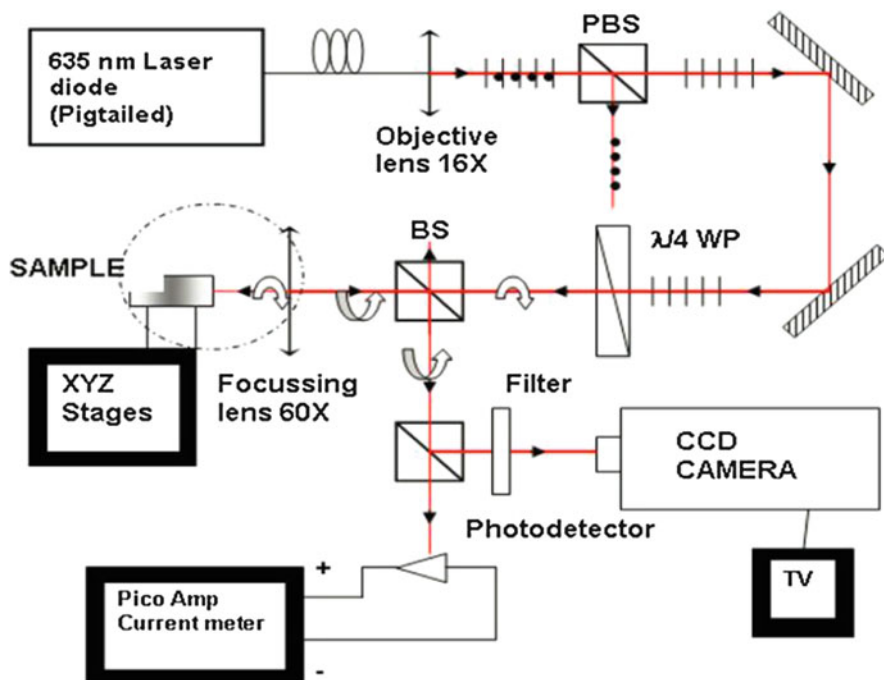 635 nm Laser
diode
(Pigtailed)
PBS
Objective
lens 16X
SAMPLE
BS
λ/4 WP
XYZ
Stages
Focussing
lens 60X
Filter
CCD
CAMERA
Photodetector
TV
+
Pico Amp
Current meter
-